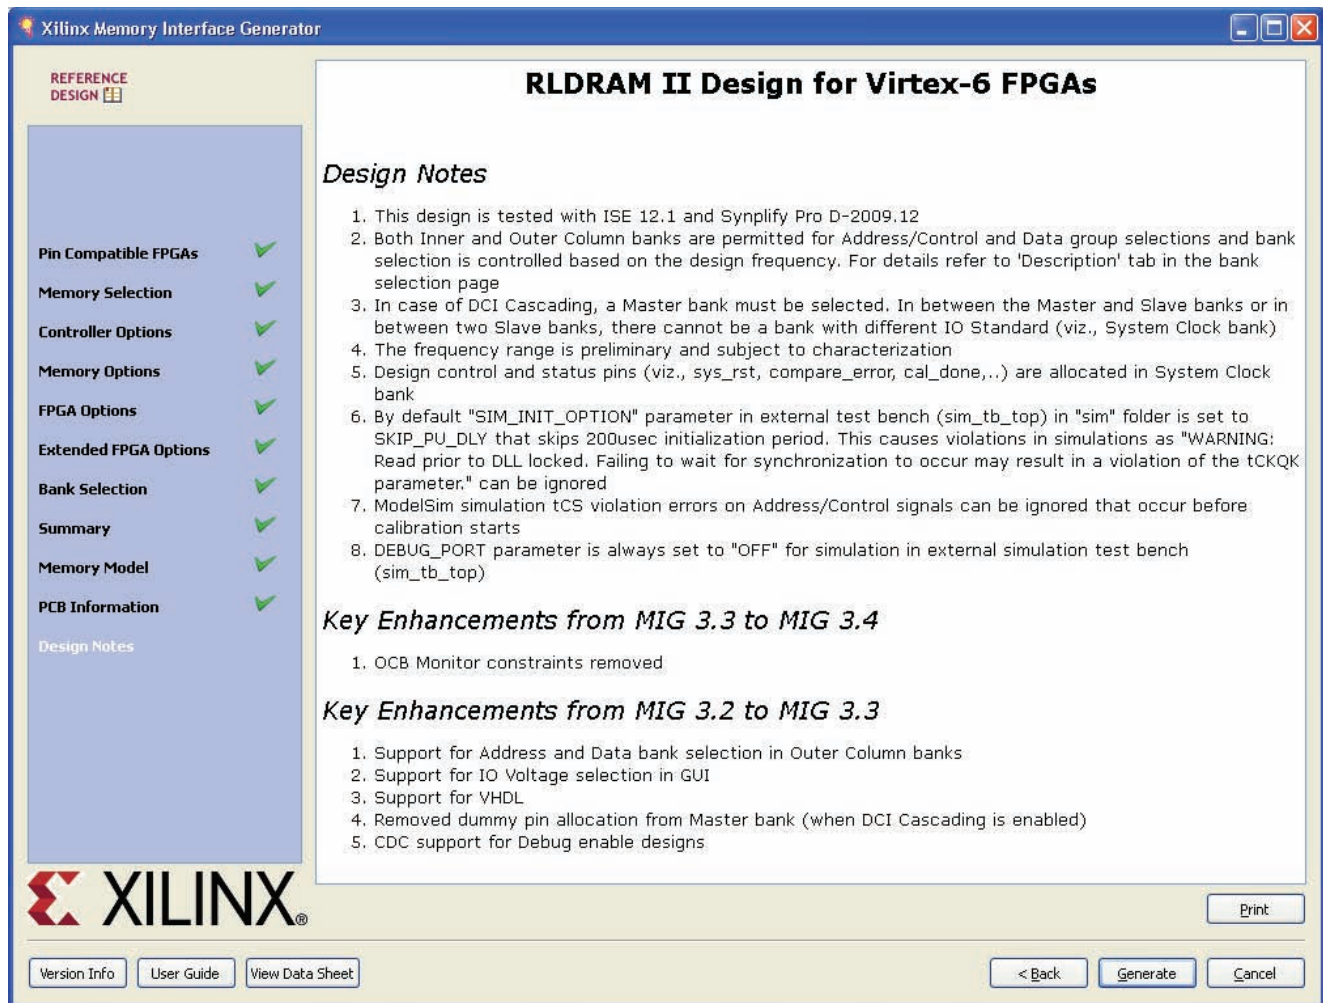 Xilinx Memory Interface Generator
REFERENCE
DESIGN
Pin Compatible FPGAs
Memory Selection
Controller Options
Memory Options
FPGA Options
Extended FPGA Options
Bank Selection
Summary
Memory Model
PCB Information
Design Notes
XILINX®
RLDRAM II Design for Virtex-6 FPGAs
Design Notes
1. This design is tested with ISE 12.1 and Synplify Pro D-2009.12
2. Both Inner and Outer Column banks are permitted for Address/Control and Data group selections and bank
selection is controlled based on the design frequency. For details refer to 'Description' tab in the bank
selection page
3. In case of DCI Cascading, a Master bank must be selected. In between the Master and Slave banks or in
between two Slave banks, there cannot be a bank with different IO Standard (viz., System Clock bank)
4. The frequency range is preliminary and subject to characterization
5. Design control and status pins (viz., sys_rst, compare_error, cal_done,..) are allocated in System Clock
bank
6. By default "SIM_INIT_OPTION" parameter in external test bench (sim_tb_top) in "sim" folder is set to
SKIP_PU_DLY that skips 200usec initialization period. This causes violations in simulations as "WARNING:
Read prior to DLL locked. Failing to wait for synchronization to occur may result in a violation of the tCKQK
parameter." can be ignored
7. ModelSim simulation tCS violation errors on Address/Control signals can be ignored that occur before
calibration starts
8. DEBUG_PORT parameter is always set to "OFF" for simulation in external simulation test bench
(sim_tb_top)
Key Enhancements from MIG 3.3 to MIG 3.4
1. OCB Monitor constraints removed
Key Enhancements from MIG 3.2 to MIG 3.3
1. Support for Address and Data bank selection in Outer Column banks
2. Support for IO Voltage selection in GUI
3. Support for VHDL
4. Removed dummy pin allocation from Master bank (when DCI Cascading is enabled)
5. CDC support for Debug enable designs
Print
Version Info
User Guide
View Data Sheet
< Back
Generate
Cancel